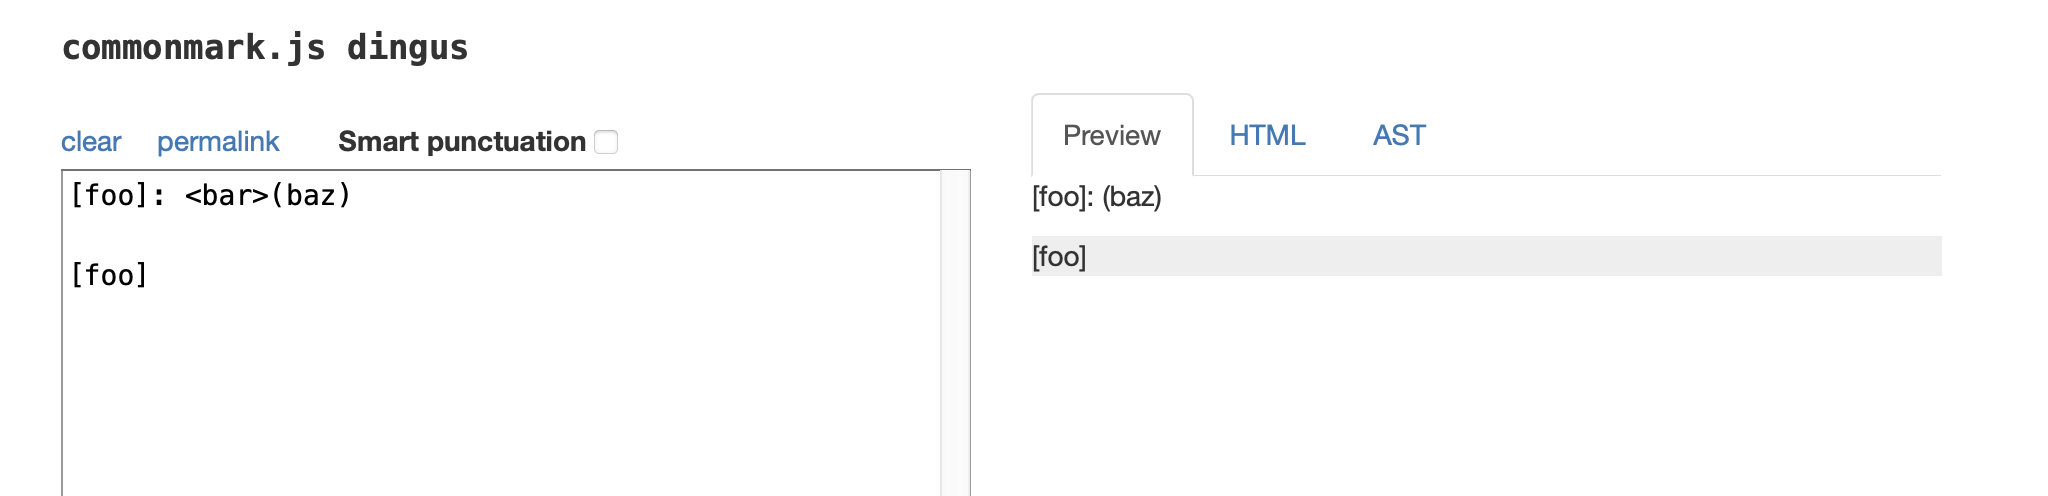 commonmark.js dingus
clear permalink Smart punctuation
[foo]: <bar>(baz)
[foo]
Preview HTML AST
[foo]: (baz)
[foo]